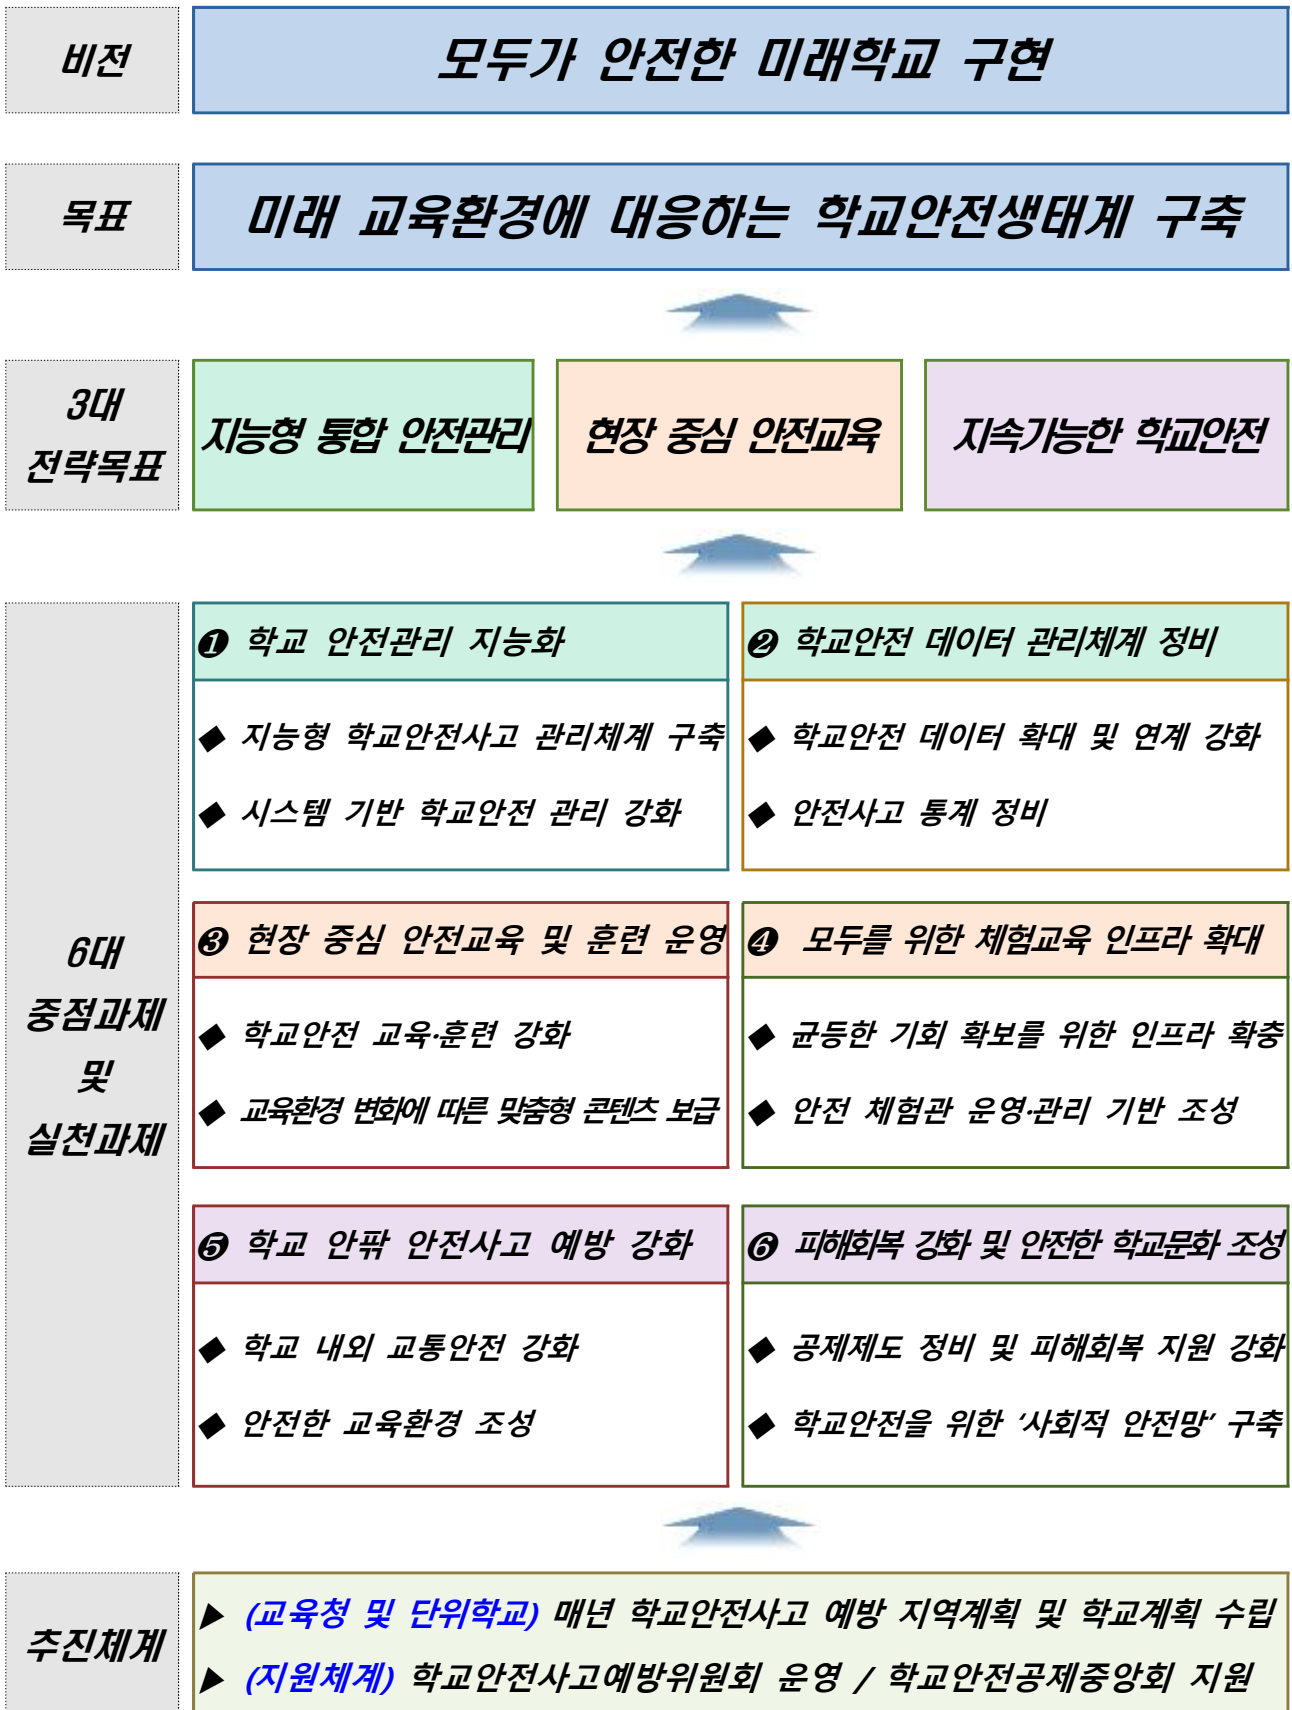 비전
모두가 안전한 미래학교 구현
목표
미래 교육환경에 대응하는 학교안전생태계 구축
3대
전략목표
지능형 통합 안전관리
현장 중심 안전교육
지속가능한 학교안전
6대
중점과제
및
실천과제
❶ 학교 안전관리 지능화
◆ 지능형 학교안전사고 관리체계 구축
◆ 시스템 기반 학교안전 관리 강화
❷ 학교안전 데이터 관리체계 정비
◆ 학교안전 데이터 확대 및 연계 강화
◆ 안전사고 통계 정비
❸ 현장 중심 안전교육 및 훈련 운영
◆ 학교안전 교육·훈련 강화
◆ 교육환경 변화에 따른 맞춤형 콘텐츠 보급
❹ 모두를 위한 체험교육 인프라 확대
◆ 균등한 기회 확보를 위한 인프라 확충
◆ 안전 체험관 운영·관리 기반 조성
❺ 학교 안팎 안전사고 예방 강화
◆ 학교 내외 교통안전 강화
◆ 안전한 교육환경 조성
❻ 피해회복 강화 및 안전한 학교문화 조성
◆ 공제제도 정비 및 피해회복 지원 강화
◆ 학교안전을 위한 ‘사회적 안전망’ 구축
추진체계
▶ (교육청 및 단위학교) 매년 학교안전사고 예방 지역계획 및 학교계획 수립
▶ (지원체계) 학교안전사고예방위원회 운영 / 학교안전공제중앙회 지원